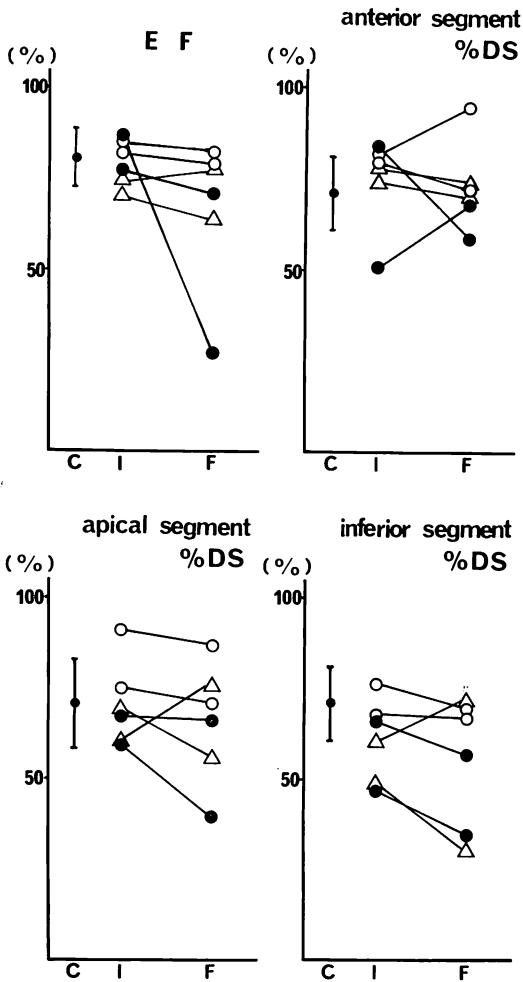 E F
(%)
100
50
C I F
anterior segment
%DS
(%)
100
50
C I F
apical segment
%DS
(%)
100
50
C I F
inferior segment
%DS
(%)
100
50
C I F